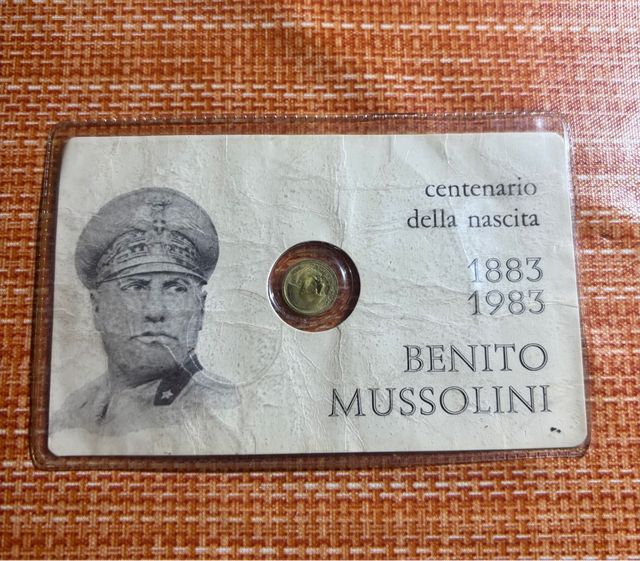 centenario
della nascita
1883
1983
BENITO
MUSSOLINI